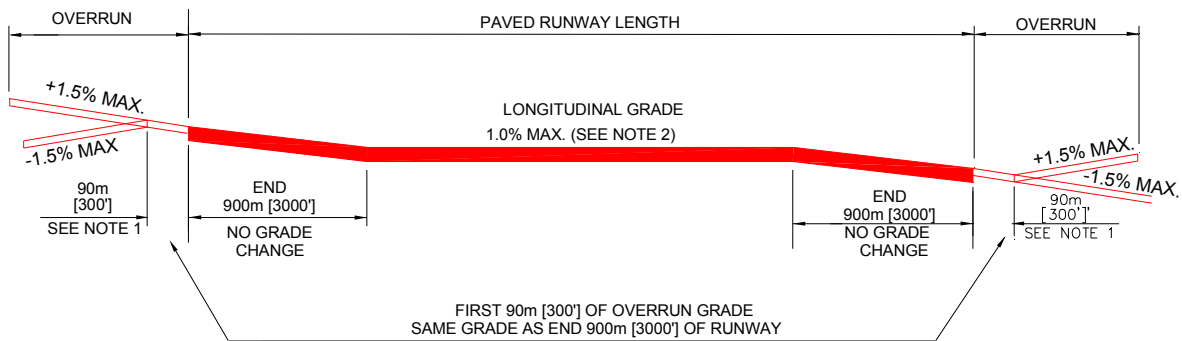 OVERRUN
PAVED RUNWAY LENGTH
OVERRUN
+1.5% MAX.
-1.5% MAX
LONGITUDINAL GRADE
1.0% MAX. (SEE NOTE 2)
+1.5% MAX.
-1.5% MAX.
90m
[300']
SEE NOTE 1
END
900m [3000']
NO GRADE
CHANGE
END
900m [3000']
NO GRADE
CHANGE
90m
[300']'
SEE NOTE 1
FIRST 90m [300'] OF OVERRUN GRADE
SAME GRADE AS END 900m [3000'] OF RUNWAY